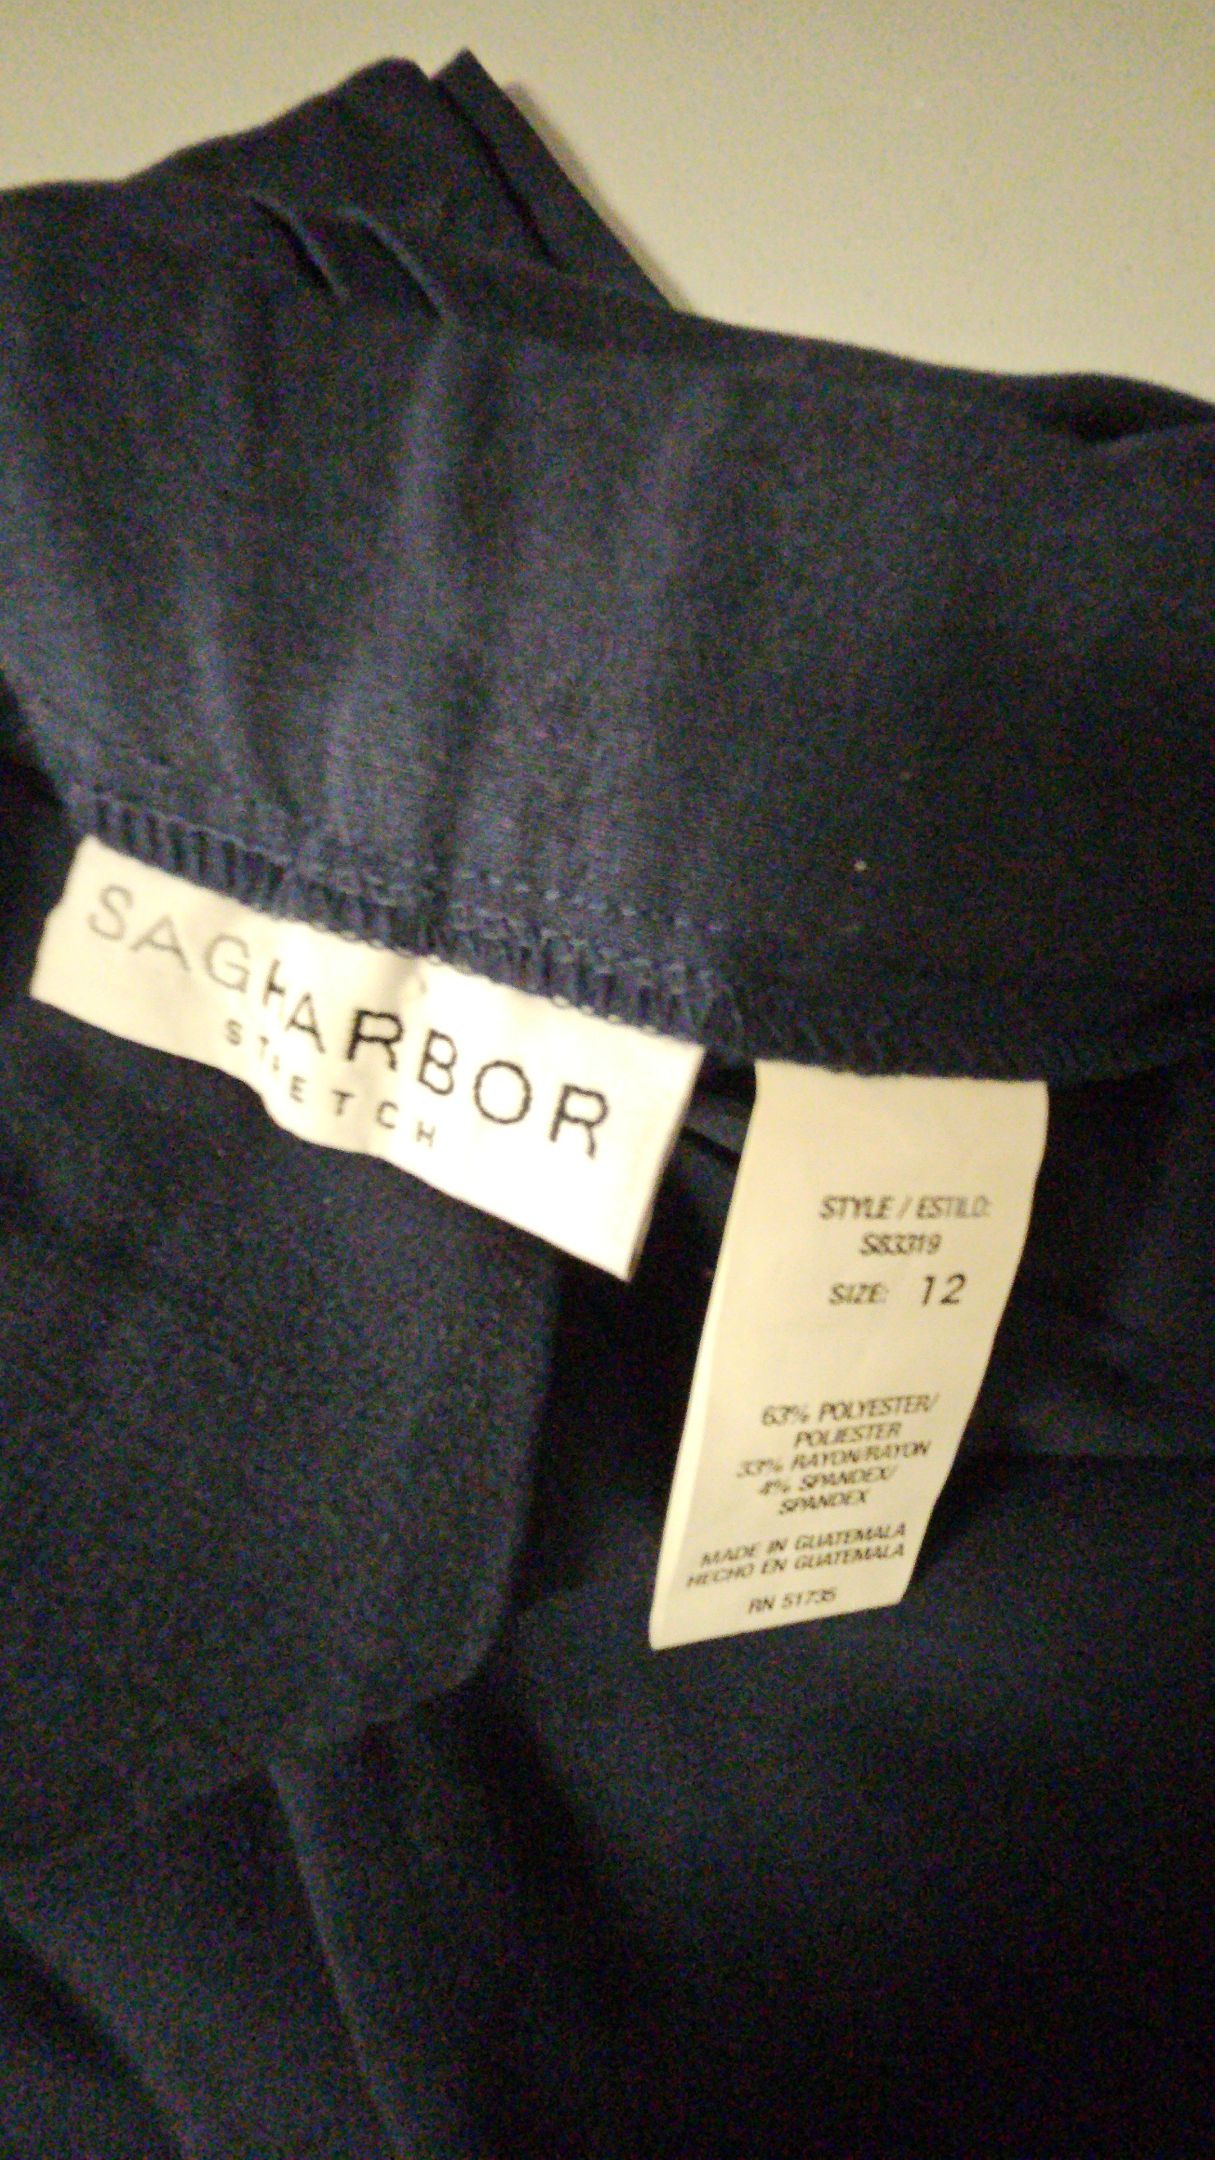 SAG HARBOR
STRETCH
STYLE / ESTILO:
S83319
SIZE: 12
63% POLYESTER/
POLIESTER
33% RAYON/RAYON
4% SPANDEX/
SPANDEX
MADE IN GUATEMALA
HECHO EN GUATEMALA
RN 51735